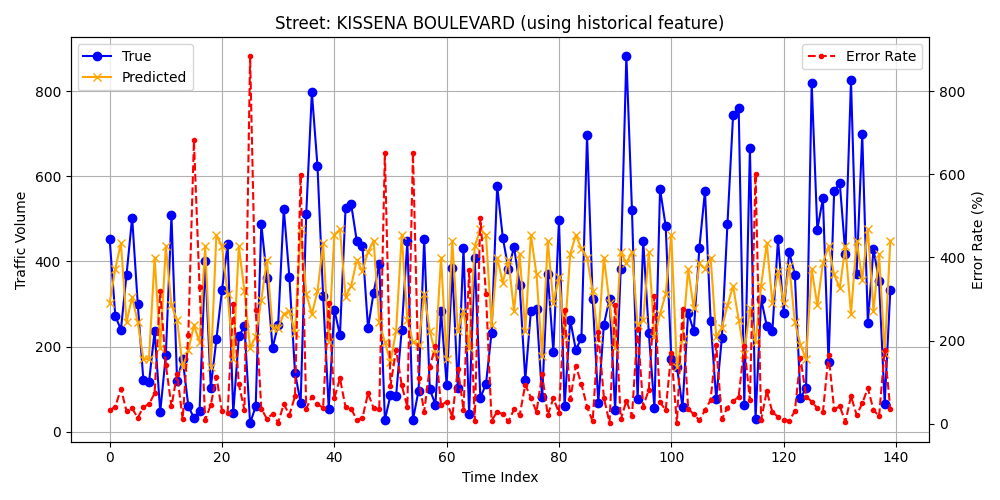 Street: KISSENA BOULEVARD (using historical feature)
True
Predicted
Error Rate
Traffic Volume
800
600
400
200
0
Error Rate (%)
800
600
400
200
0
0 20 40 60 80 100 120 140
Time Index